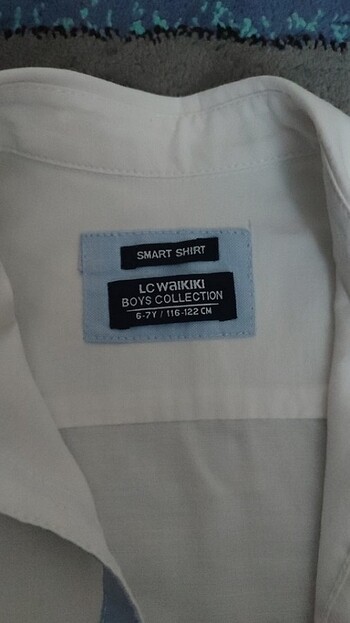 SMART SHIRT
LC WAIKIKI
BOYS COLLECTION
6-7Y / 116-122 CM